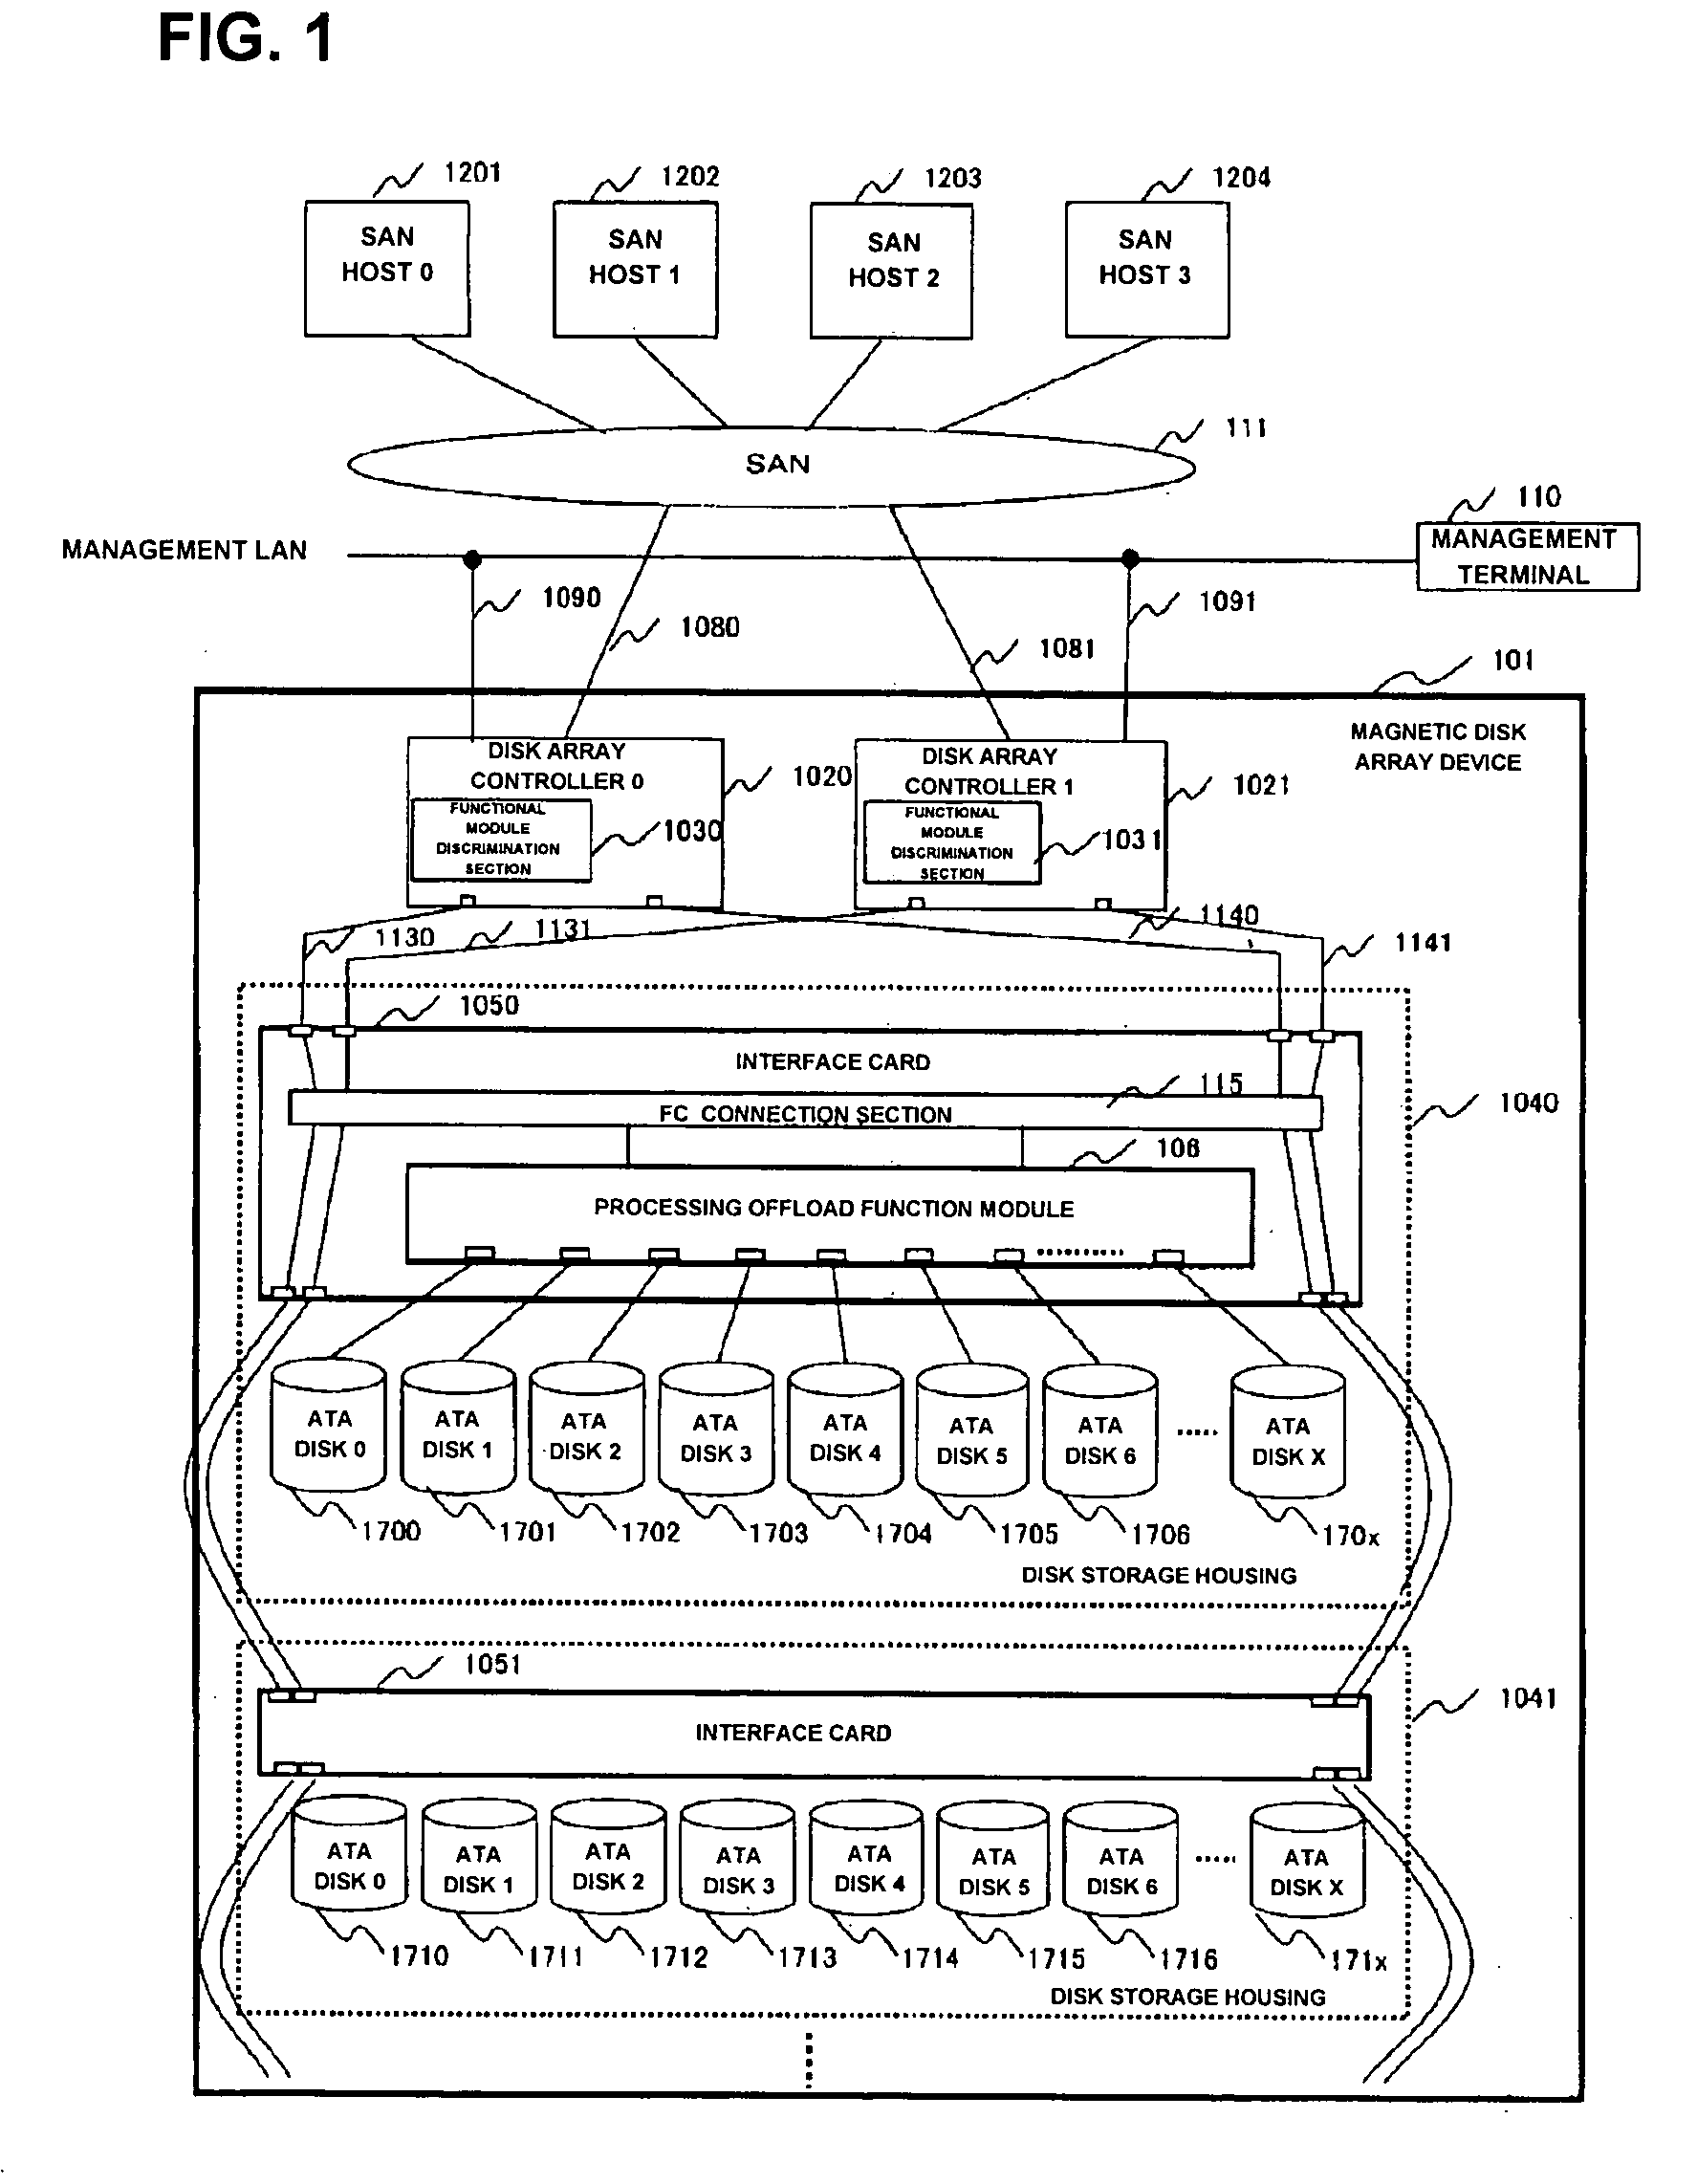 FIG. 1
1201
1202
1203
1204
SAN
HOST 0
SAN
HOST 1
SAN
HOST 2
SAN
HOST 3
111
SAN
110
MANAGEMENT LAN
MANAGEMENT
TERMINAL
1090
1080
1081
1091
101
MAGNETIC DISK
ARRAY DEVICE
DISK ARRAY
CONTROLLER 0
1020
DISK ARRAY
CONTROLLER 1
1021
FUNCTIONAL
MODULE
DISCRIMINATION
SECTION
1030
FUNCTIONAL
MODULE
DISCRIMINATION
SECTION
1031
1130
1131
1140
1141
1050
INTERFACE CARD
115
FC CONNECTION SECTION
1040
106
PROCESSING OFFLOAD FUNCTION MODULE
ATA
DISK 0
ATA
DISK 1
ATA
DISK 2
ATA
DISK 3
ATA
DISK 4
ATA
DISK 5
ATA
DISK 6
ATA
DISK X
1700
1701
1702
1703
1704
1705
1706
170x
DISK STORAGE HOUSING
1051
1041
INTERFACE CARD
ATA
DISK 0
ATA
DISK 1
ATA
DISK 2
ATA
DISK 3
ATA
DISK 4
ATA
DISK 5
ATA
DISK 6
ATA
DISK X
1710
1711
1712
1713
1714
1715
1716
171x
DISK STORAGE HOUSING